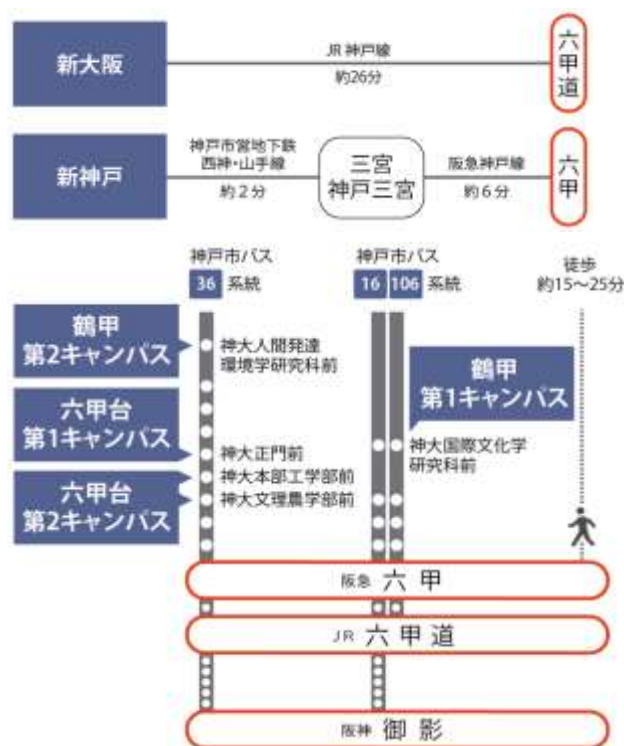 新大阪
JR 神戸線
約26分
六甲道
新神戸
神戸市営地下鉄
西神・山手線
約2分
三宮
神戸三宮
阪急神戸線
約6分
六甲
神戸市バス
36 系統
神戸市バス
16 106 系統
徒歩
約15〜25分
鶴甲
第2キャンパス
神大人間発達
環境学研究科前
鶴甲
第1キャンパス
六甲台
第1キャンパス
神大正門前
神大国際文化学
研究科前
神大本部工学部前
六甲台
第2キャンパス
神大文理農学部前
阪急 六甲
JR 六甲道
阪神 御影